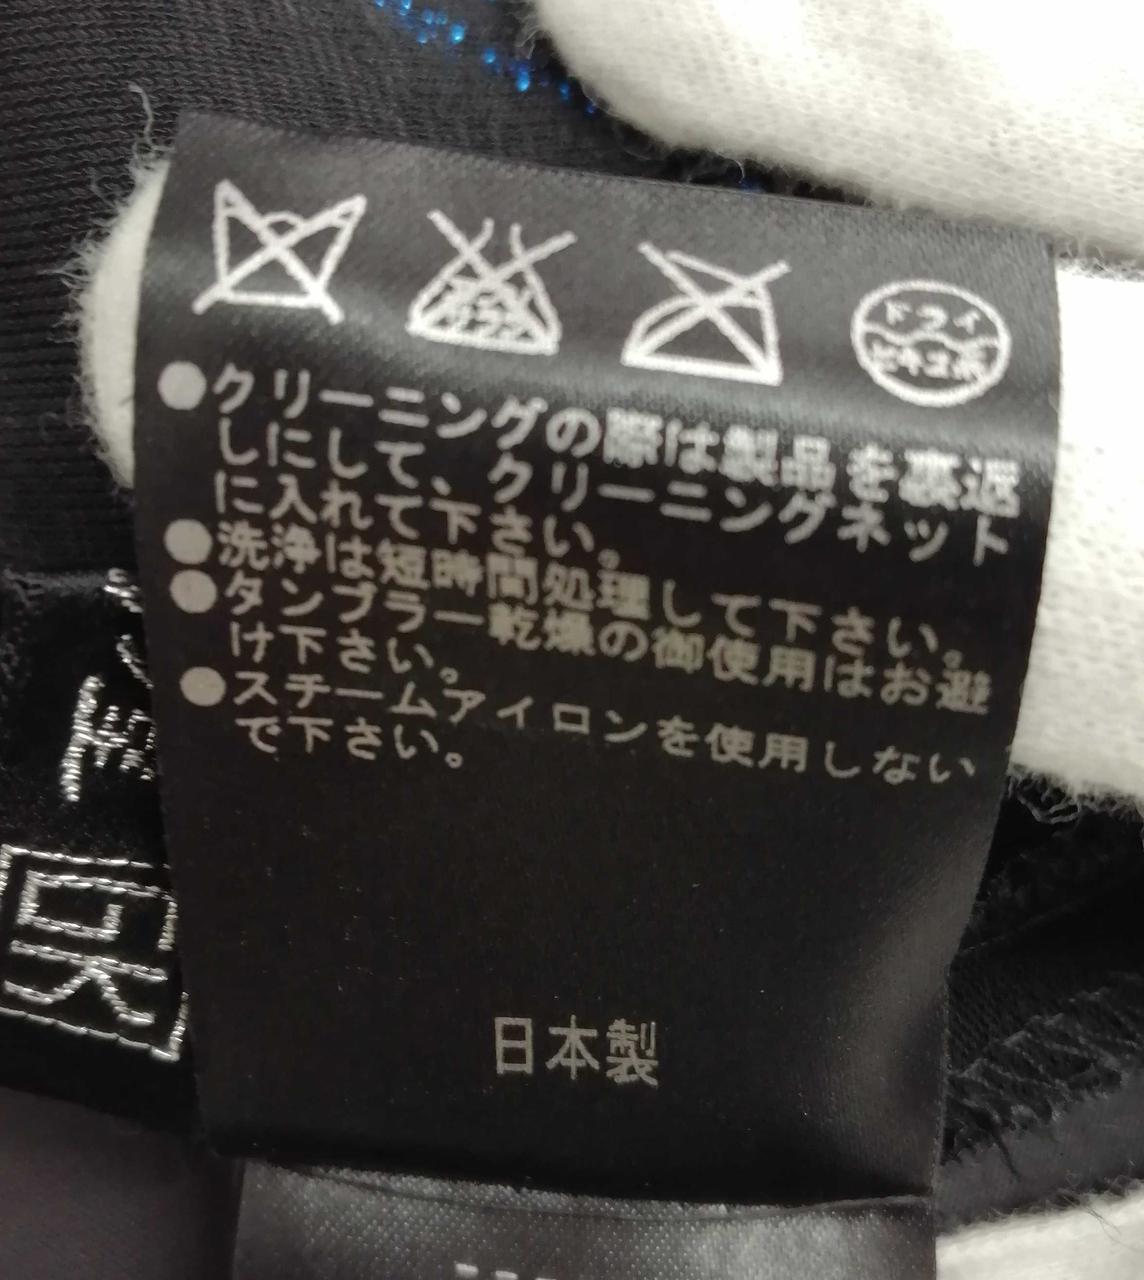 ドライ
セキユ系
●クリーニングの際は製品を裏返
しにして、クリーニングネット
に入れて下さい。
●洗浄は短時間処理して下さい。
●タンブラー乾燥の御使用はお避
け下さい。
●スチームアイロンを使用しない
で下さい。
日本製